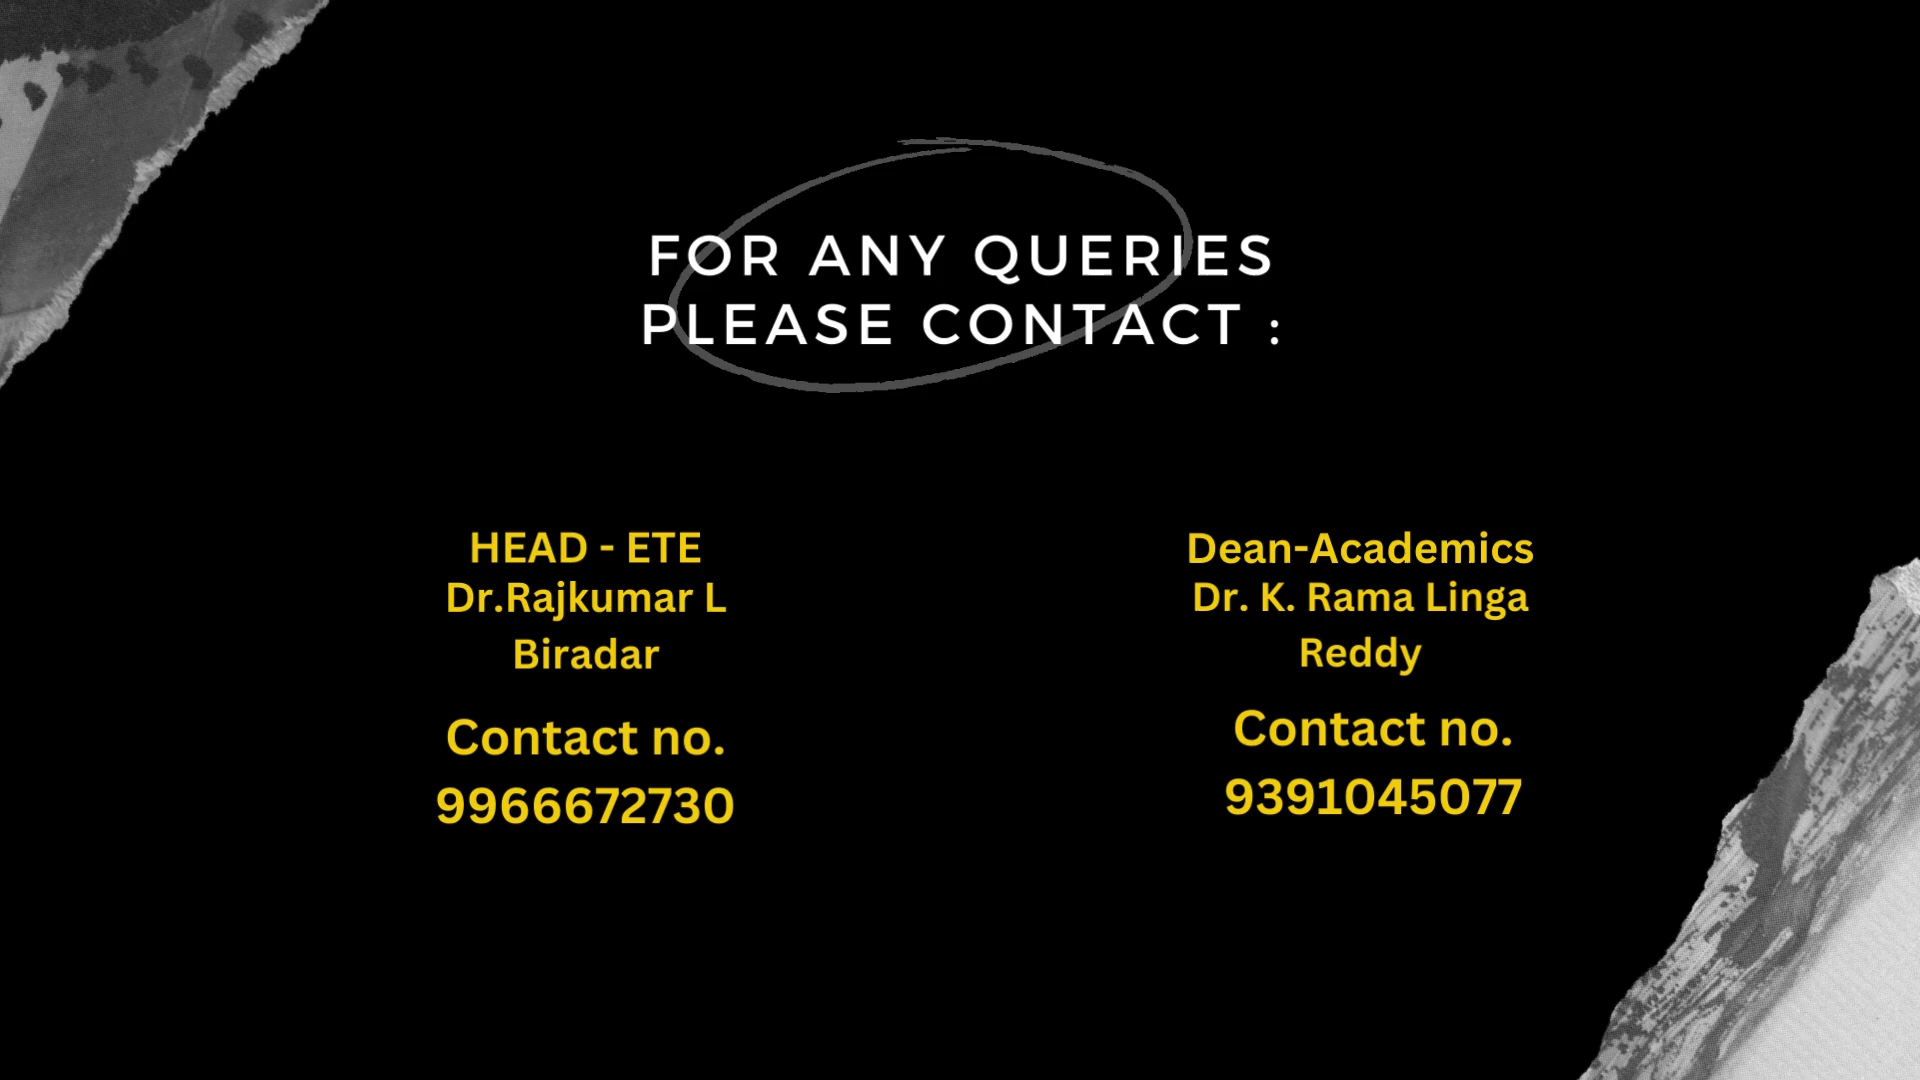 FOR ANY QUERIES
PLEASE CONTACT :
HEAD - ETE
Dr.Rajkumar L
Biradar
Contact no.
9966672730
Dean-Academics
Dr. K. Rama Linga
Reddy
Contact no.
9391045077